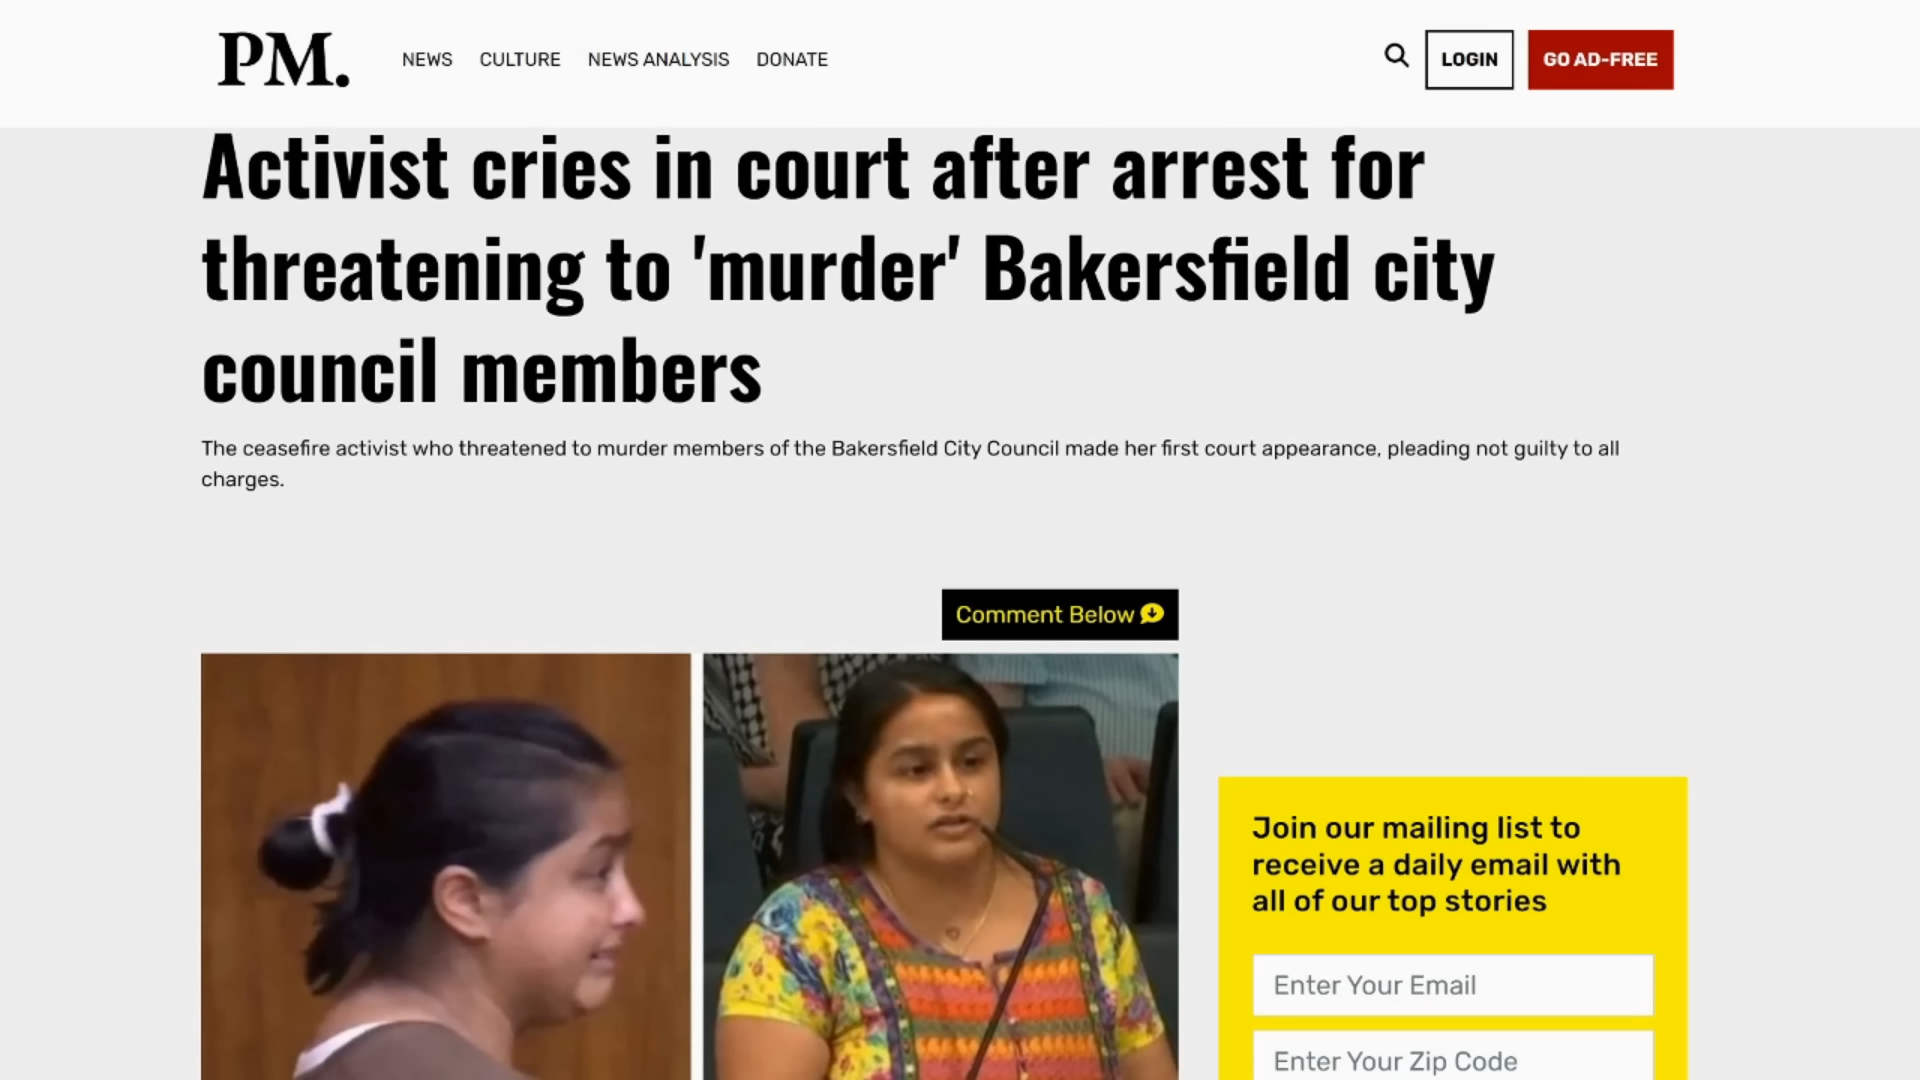 PM.
NEWS
CULTURE
NEWS ANALYSIS
DONATE
LOGIN
GO AD-FREE
Activist cries in court after arrest for
threatening to 'murder' Bakersfield city
council members
The ceasefire activist who threatened to murder members of the Bakersfield City Council made her first court appearance, pleading not guilty to all
charges.
Comment Below
Join our mailing list to
receive a daily email with
all of our top stories
Enter Your Email
Enter Your Zip Code